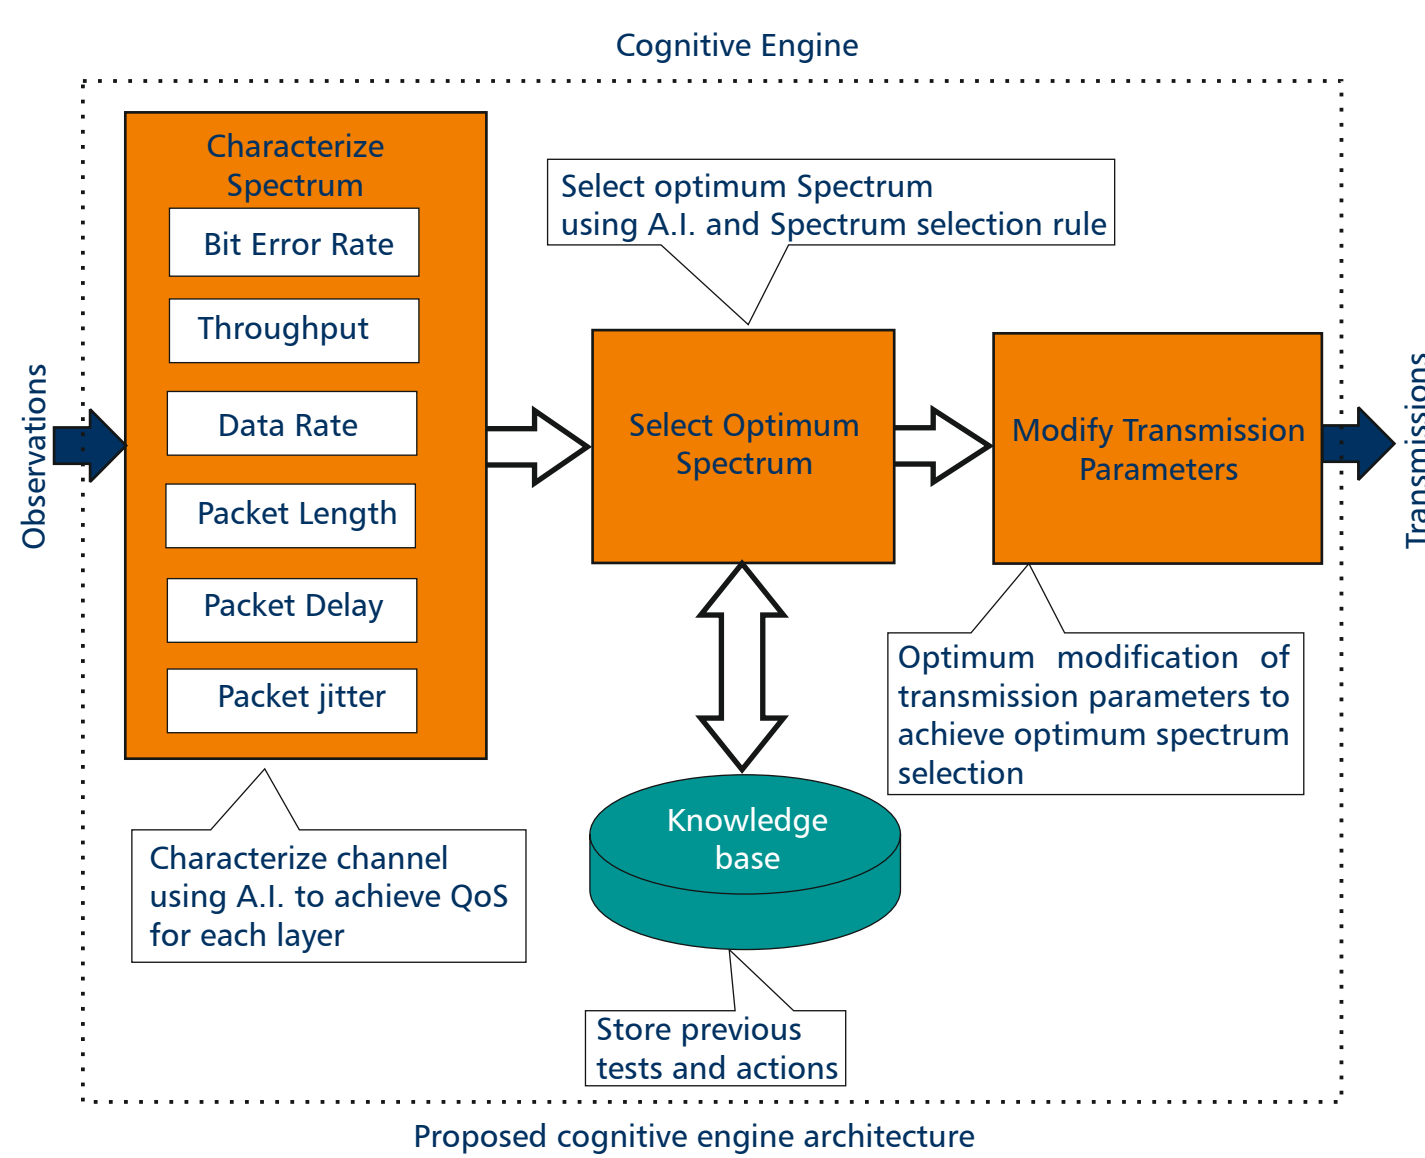 Cognitive Engine
Characterize
Spectrum
Bit Error Rate
Throughput
Data Rate
Packet Length
Packet Delay
Packet jitter
Observations
Characterize channel
using A.I. to achieve QoS
for each layer
Select optimum Spectrum
using A.I. and Spectrum selection rule
Select Optimum
Spectrum
Knowledge
base
Store previous
tests and actions
Modify Transmission
Parameters
Optimum modification of
transmission parameters to
achieve optimum spectrum
selection
Transmissions
Proposed cognitive engine architecture